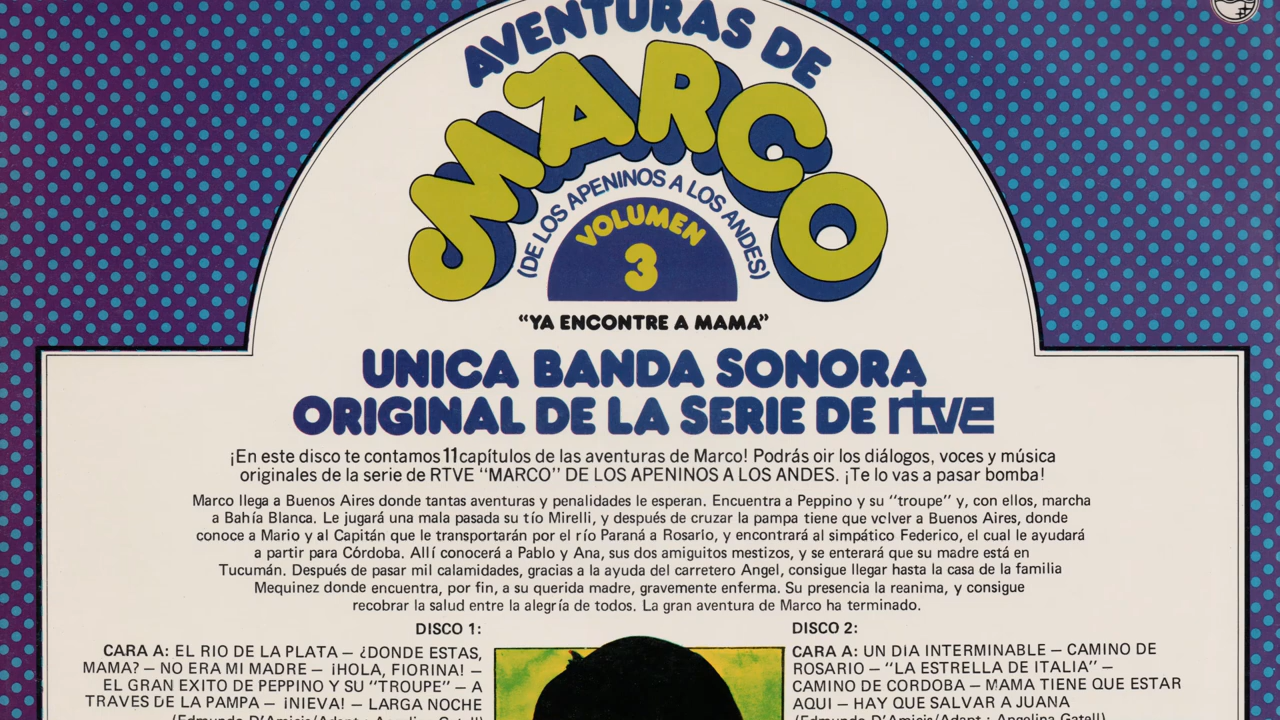 AVENTURAS DE
MARCO
(DE LOS APENINOS A LOS ANDES)
VOLUMEN
3
“YA ENCONTRE A MAMA”
UNICA BANDA SONORA
ORIGINAL DE LA SERIE DE rtve
¡En este disco te contamos 11 capítulos de las aventuras de Marco! Podrás oir los diálogos, voces y música
originales de la serie de RTVE “MARCO” DE LOS APENINOS A LOS ANDES. ¡Te lo vas a pasar bomba!
Marco llega a Buenos Aires donde tantas aventuras y penalidades le esperan. Encuentra a Peppino y su “troupe” y, con ellos, marcha
a Bahía Blanca. Le jugará una mala pasada su tío Mirelli, y después de cruzar la pampa tiene que volver a Buenos Aires, donde
conoce a Mario y al Capitán que le transportarán por el río Paraná a Rosario, y encontrará al simpático Federico, el cual le ayudará
a partir para Córdoba. Allí conocerá a Pablo y Ana, sus dos amiguitos mestizos, y se enterará que su madre está en
Tucumán. Después de pasar mil calamidades, gracias a la ayuda del carretero Angel, consigue llegar hasta la casa de la familia
Mequinez donde encuentra, por fin, a su querida madre, gravemente enferma. Su presencia la reanima, y consigue
recobrar la salud entre la alegría de todos. La gran aventura de Marco ha terminado.
DISCO 1:
CARA A: EL RIO DE LA PLATA — ¿DONDE ESTAS,
MAMA? — NO ERA MI MADRE — ¡HOLA, FIORINA! —
EL GRAN EXITO DE PEPPINO Y SU “TROUPE” — A
TRAVES DE LA PAMPA — ¡NIEVA! — LARGA NOCHE
(Edmundo D'Amicis/Adapt.: Angelina Gatell)
DISCO 2:
CARA A: UN DIA INTERMINABLE — CAMINO DE
ROSARIO — “LA ESTRELLA DE ITALIA” —
CAMINO DE CORDOBA — MAMA TIENE QUE ESTAR
AQUI — HAY QUE SALVAR A JUANA
(Edmundo D'Amicis/Adapt.: Angelina Gatell)